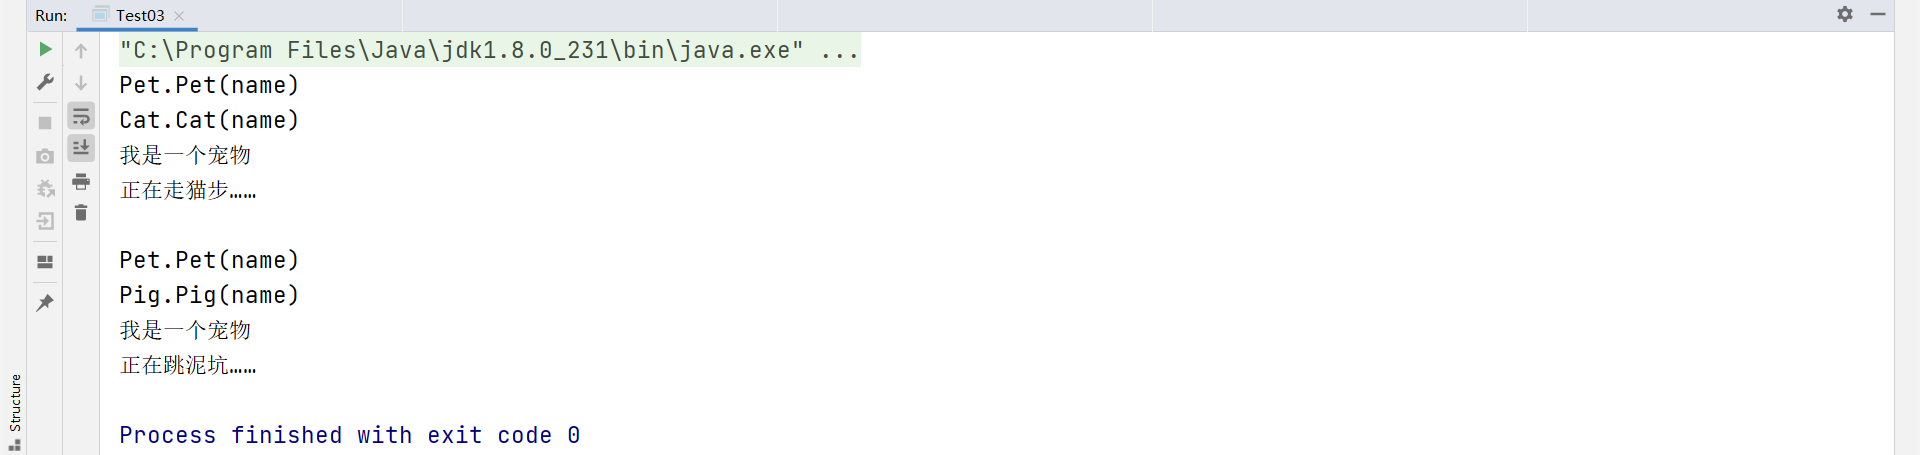 Run: Test03
"C:\Program Files\Java\jdk1.8.0_231\bin\java.exe" ...
Pet.Pet(name)
Cat.Cat(name)
我是一个宠物
正在走猫步……
Pet.Pet(name)
Pig.Pig(name)
我是一个宠物
正在跳泥坑……
Process finished with exit code 0
Structure